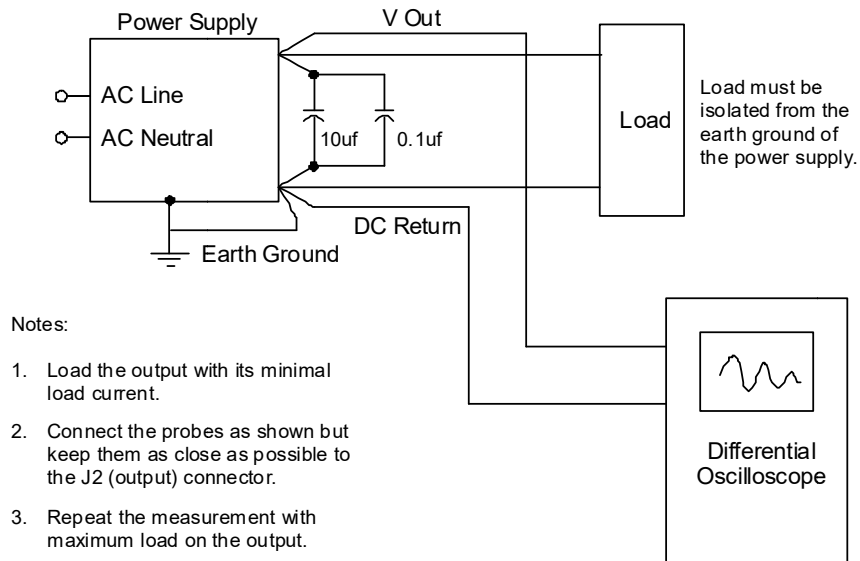 Power Supply
V Out
AC Line
AC Neutral
10uf
0.1uf
Load
Load must be
isolated from the
earth ground of
the power supply.
DC Return
Earth Ground
Notes:
1. Load the output with its minimal
load current.
2. Connect the probes as shown but
keep them as close as possible to
the J2 (output) connector.
3. Repeat the measurement with
maximum load on the output.
Differential
Oscilloscope